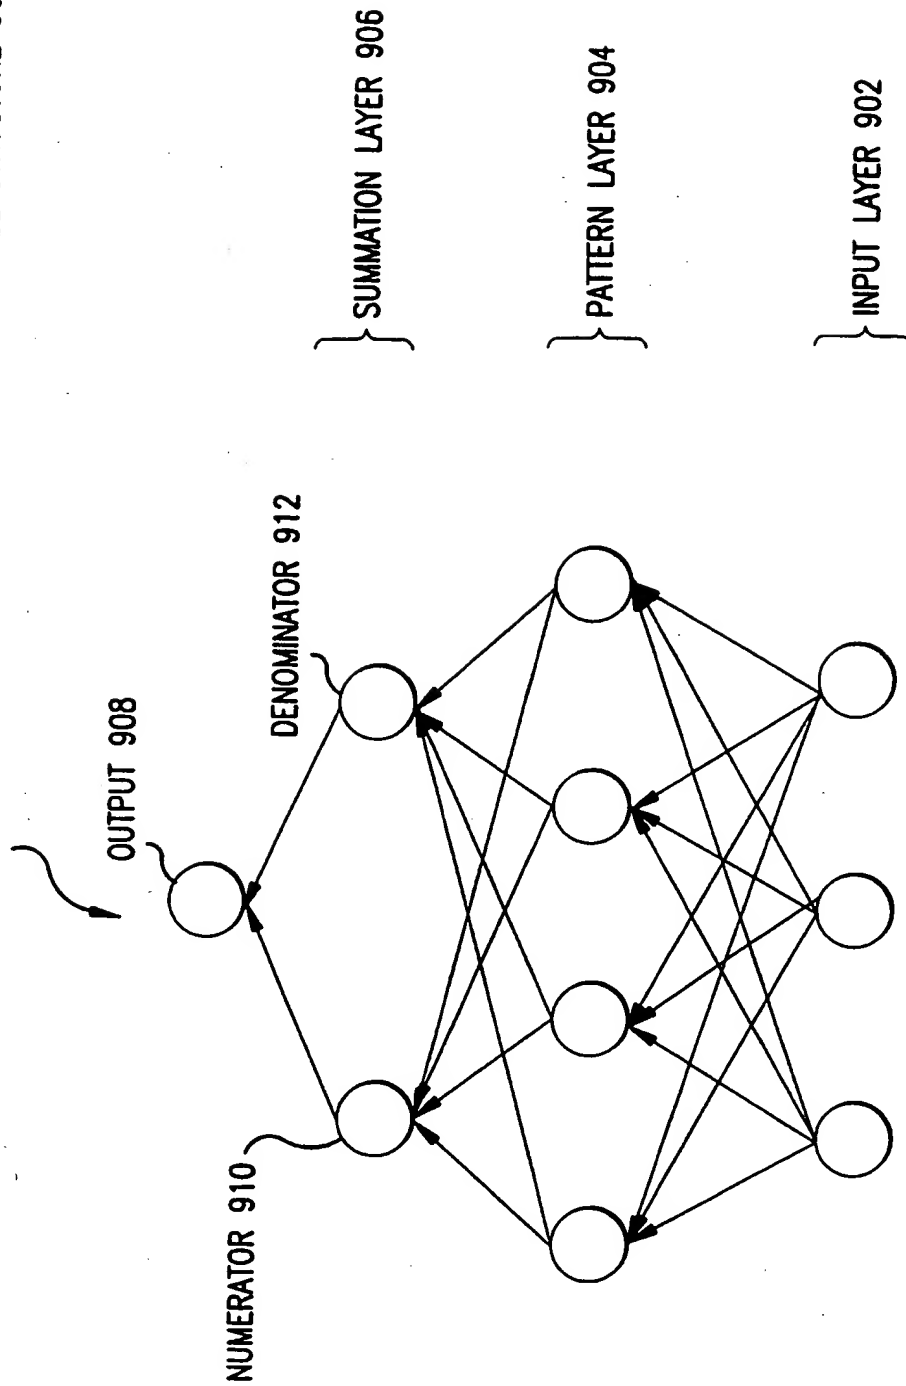 OUTPUT 908
NUMERATOR 910
DENOMINATOR 912
SUMMATION LAYER 906
PATTERN LAYER 904
INPUT LAYER 902